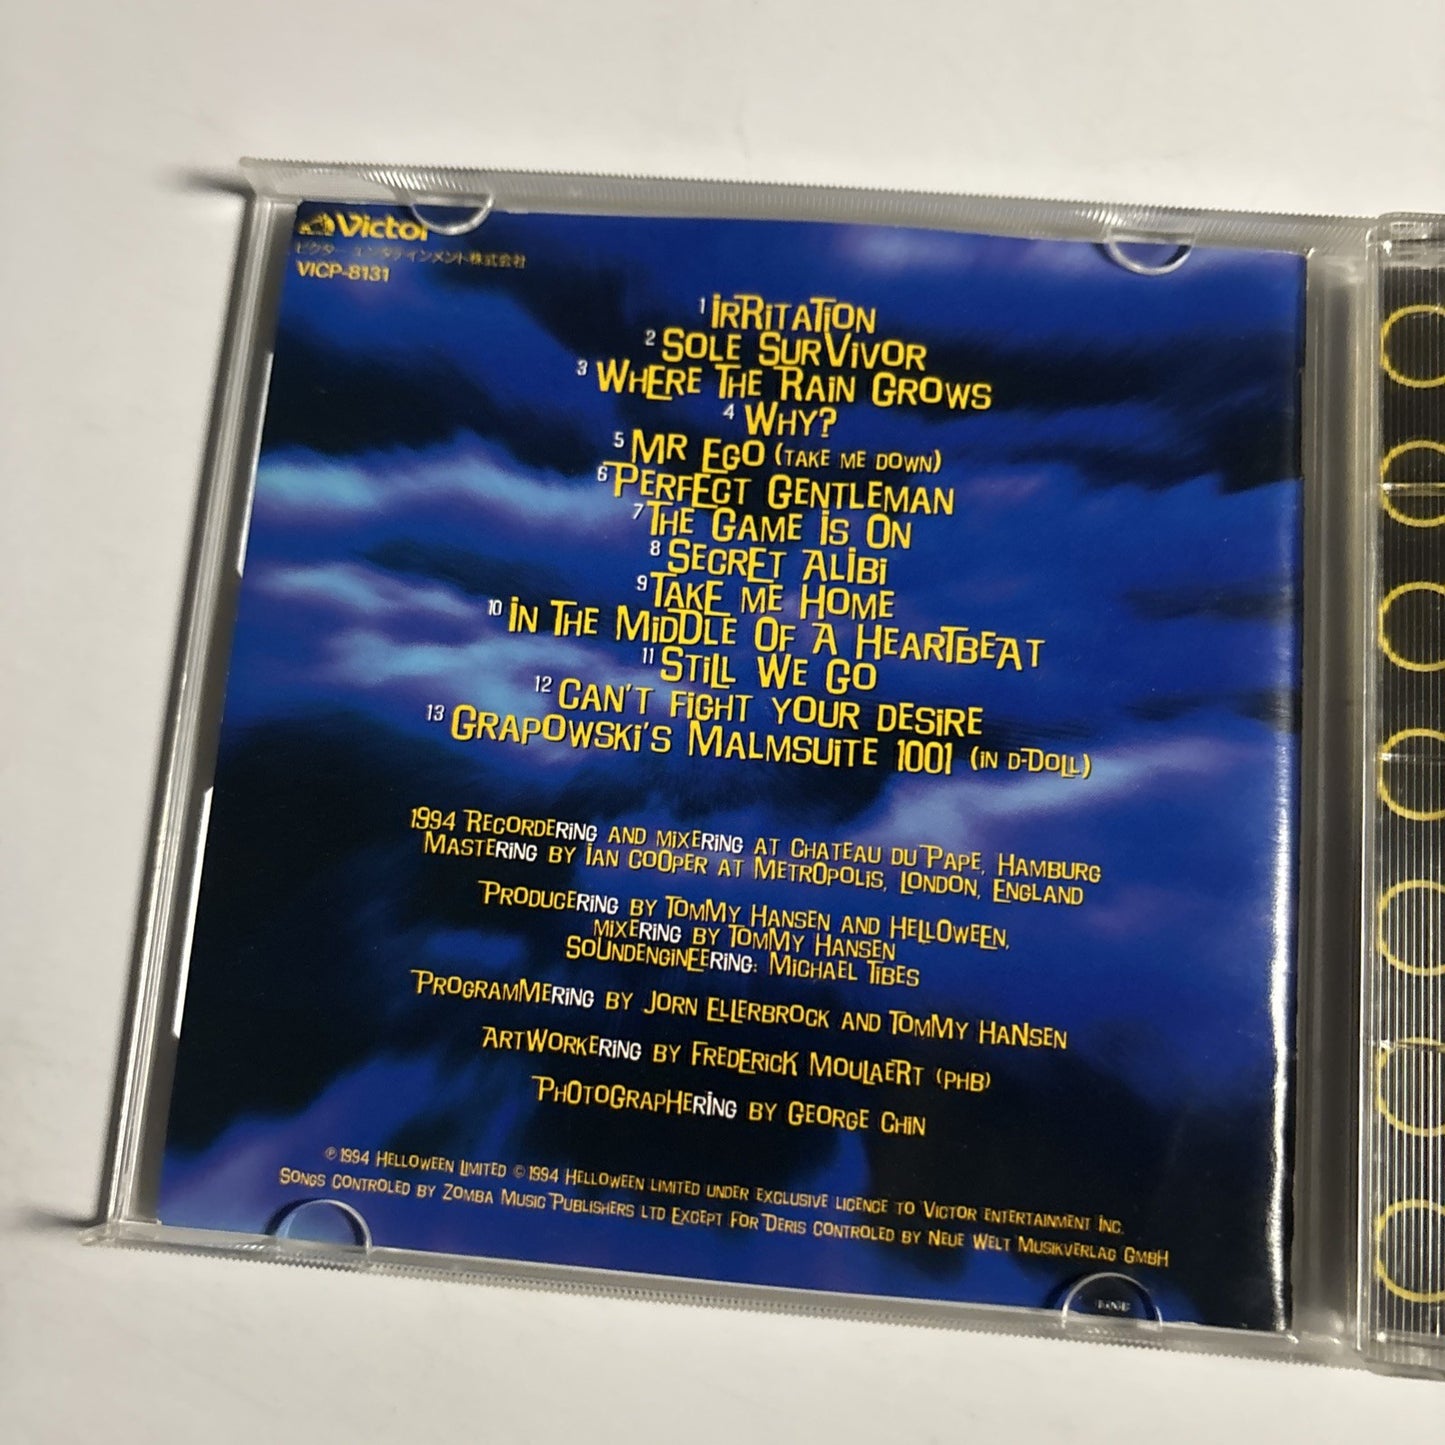 Victor
ビクター エンタテインメント株式会社
VICP-8131
1 IRRITATION
2 SOLE SURVIVOR
3 WHERE THE RAIN GROWS
4 WHY?
5 MR EGO (TAKE ME DOWN)
6 PERFECT GENTLEMAN
7 THE GAME IS ON
8 SECRET ALIBI
9 TAKE ME HOME
10 IN THE MIDDLE OF A HEARTBEAT
11 STILL WE GO
12 CAN'T FIGHT YOUR DESIRE
13 GRAPOWSKI'S MALMSUITE 1001 (IN D-DOLL)
1994 RECORDERING AND MIXERING AT CHATEAU DU PAPE, HAMBURG
MASTERING BY IAN COOPER AT METROPOLIS, LONDON, ENGLAND
PRODUCERING BY TOMMY HANSEN AND HELLOWEEN,
MIXERING BY TOMMY HANSEN
SOUNDENGINEERING: MICHAEL TIBES
PROGRAMMERING BY JORN ELLERBROCK AND TOMMY HANSEN
ARTWORKERING BY FREDERICK MOULAERT (PHB)
PHOTOGRAPHERING BY GEORGE CHIN
℗ 1994 HELLOWEEN LIMITED © 1994 HELLOWEEN LIMITED UNDER EXCLUSIVE LICENCE TO VICTOR ENTERTAINMENT INC.
SONGS CONTROLED BY ZOMBA MUSIC PUBLISHERS LTD EXCEPT FOR DERIS CONTROLED BY NEUE WELT MUSIKVERLAG GMBH